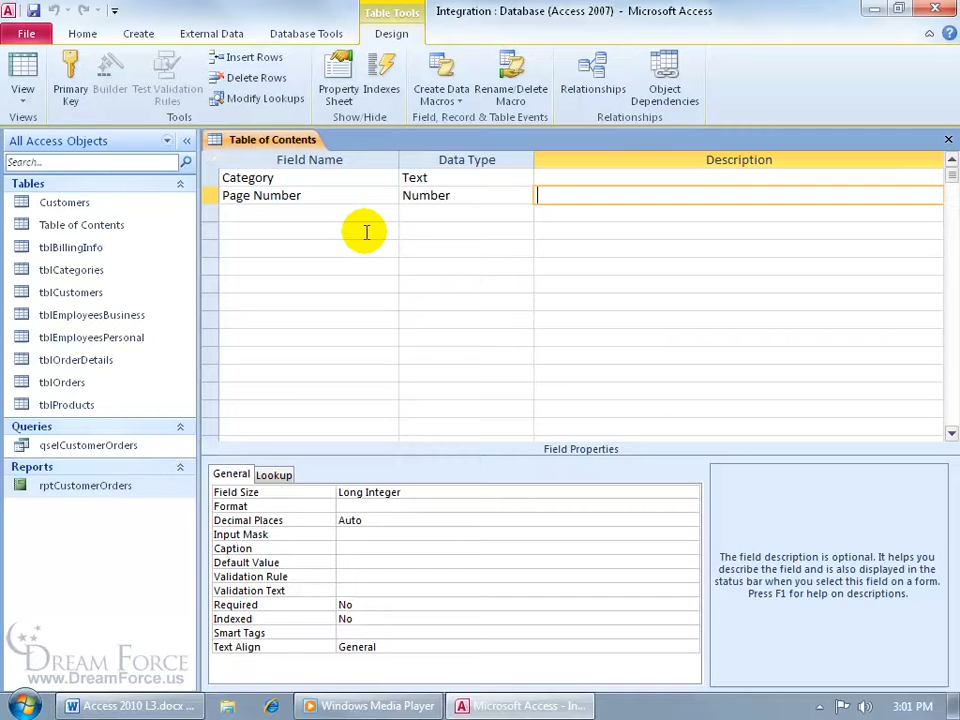 Table Tools
Integration : Database (Access 2007) - Microsoft Access
File
Home
Create
External Data
Database Tools
Design
View
Primary Key
Builder
Test Validation Rules
Insert Rows
Delete Rows
Modify Lookups
Property Sheet
Indexes
Create Data Macros
Rename/Delete Macro
Relationships
Object Dependencies
Views
Tools
Show/Hide
Field, Record & Table Events
Relationships
All Access Objects
Search...
Tables
Customers
Table of Contents
tblBillingInfo
tblCategories
tblCustomers
tblEmployeesBusiness
tblEmployeesPersonal
tblOrderDetails
tblOrders
tblProducts
Queries
qselCustomerOrders
Reports
rptCustomerOrders
Table of Contents
Field Name Data Type Description
Category Text
Page Number Number
Field Properties
General Lookup
Field Size Long Integer
Format
Decimal Places Auto
Input Mask
Caption
Default Value
Validation Rule
Validation Text
Required No
Indexed No
Smart Tags
Text Align General
The field description is optional. It helps you
describe the field and is also displayed in the
status bar when you select this field on a form.
Press F1 for help on descriptions.
DREAM FORCE
www.DreamForce.us
Access 2010 L3.docx ...
Windows Media Player
Microsoft Access - In...
3:01 PM